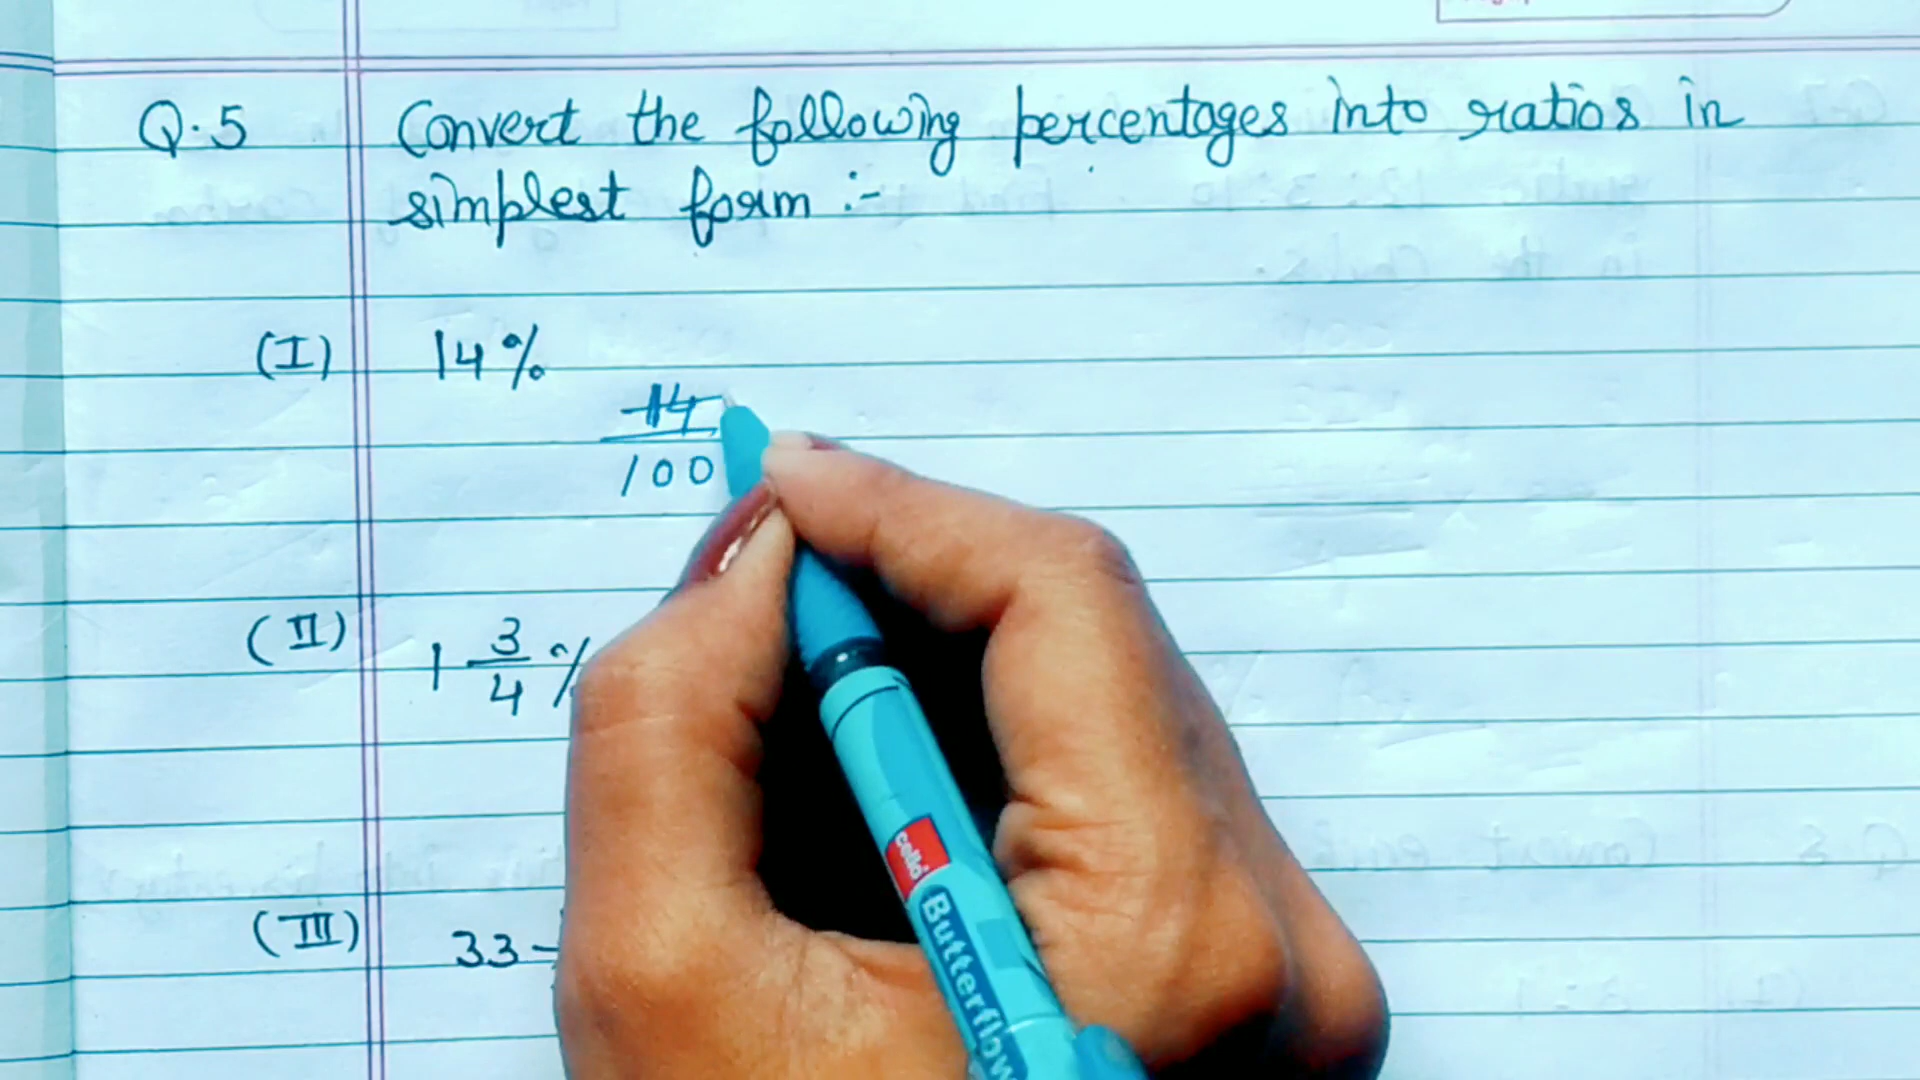 Q.5 Convert the following percentages into ratios in
simplest form :-
(I) 14%
14
100
(II) 1 3/4 %
(III) 33
cello
Butterflow